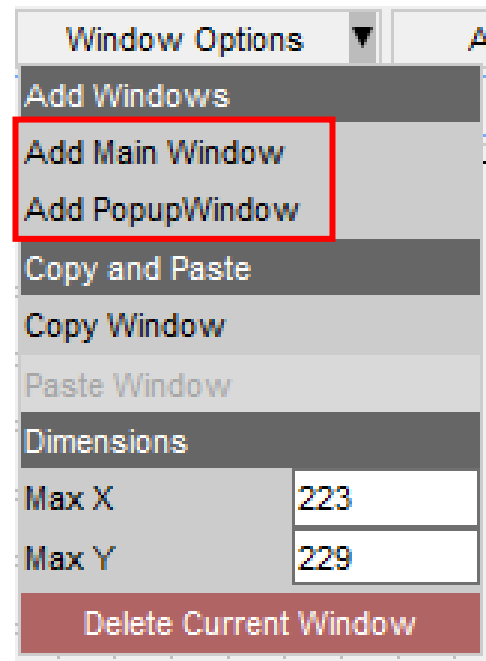 Window Options ▼ A
Add Windows
Add Main Window
Add PopupWindow
Copy and Paste
Copy Window
Paste Window
Dimensions
Max X 223
Max Y 229
Delete Current Window